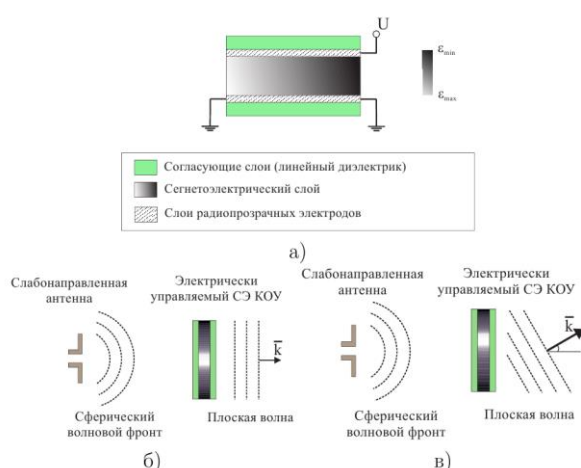 U
ε_min
ε_max
Согласующие слои (линейный диэлектрик)
Сегнетоэлектрический слой
Слои радиопрозрачных электродов
а)
Слабонаправленная
антенна
Электрически
управляемый СЭ КОУ
k
Сферический
волновой фронт
Плоская волна
б)
Слабонаправленная
антенна
Электрически
управляемый СЭ КОУ
k
Сферический
волновой фронт
Плоская волна
в)